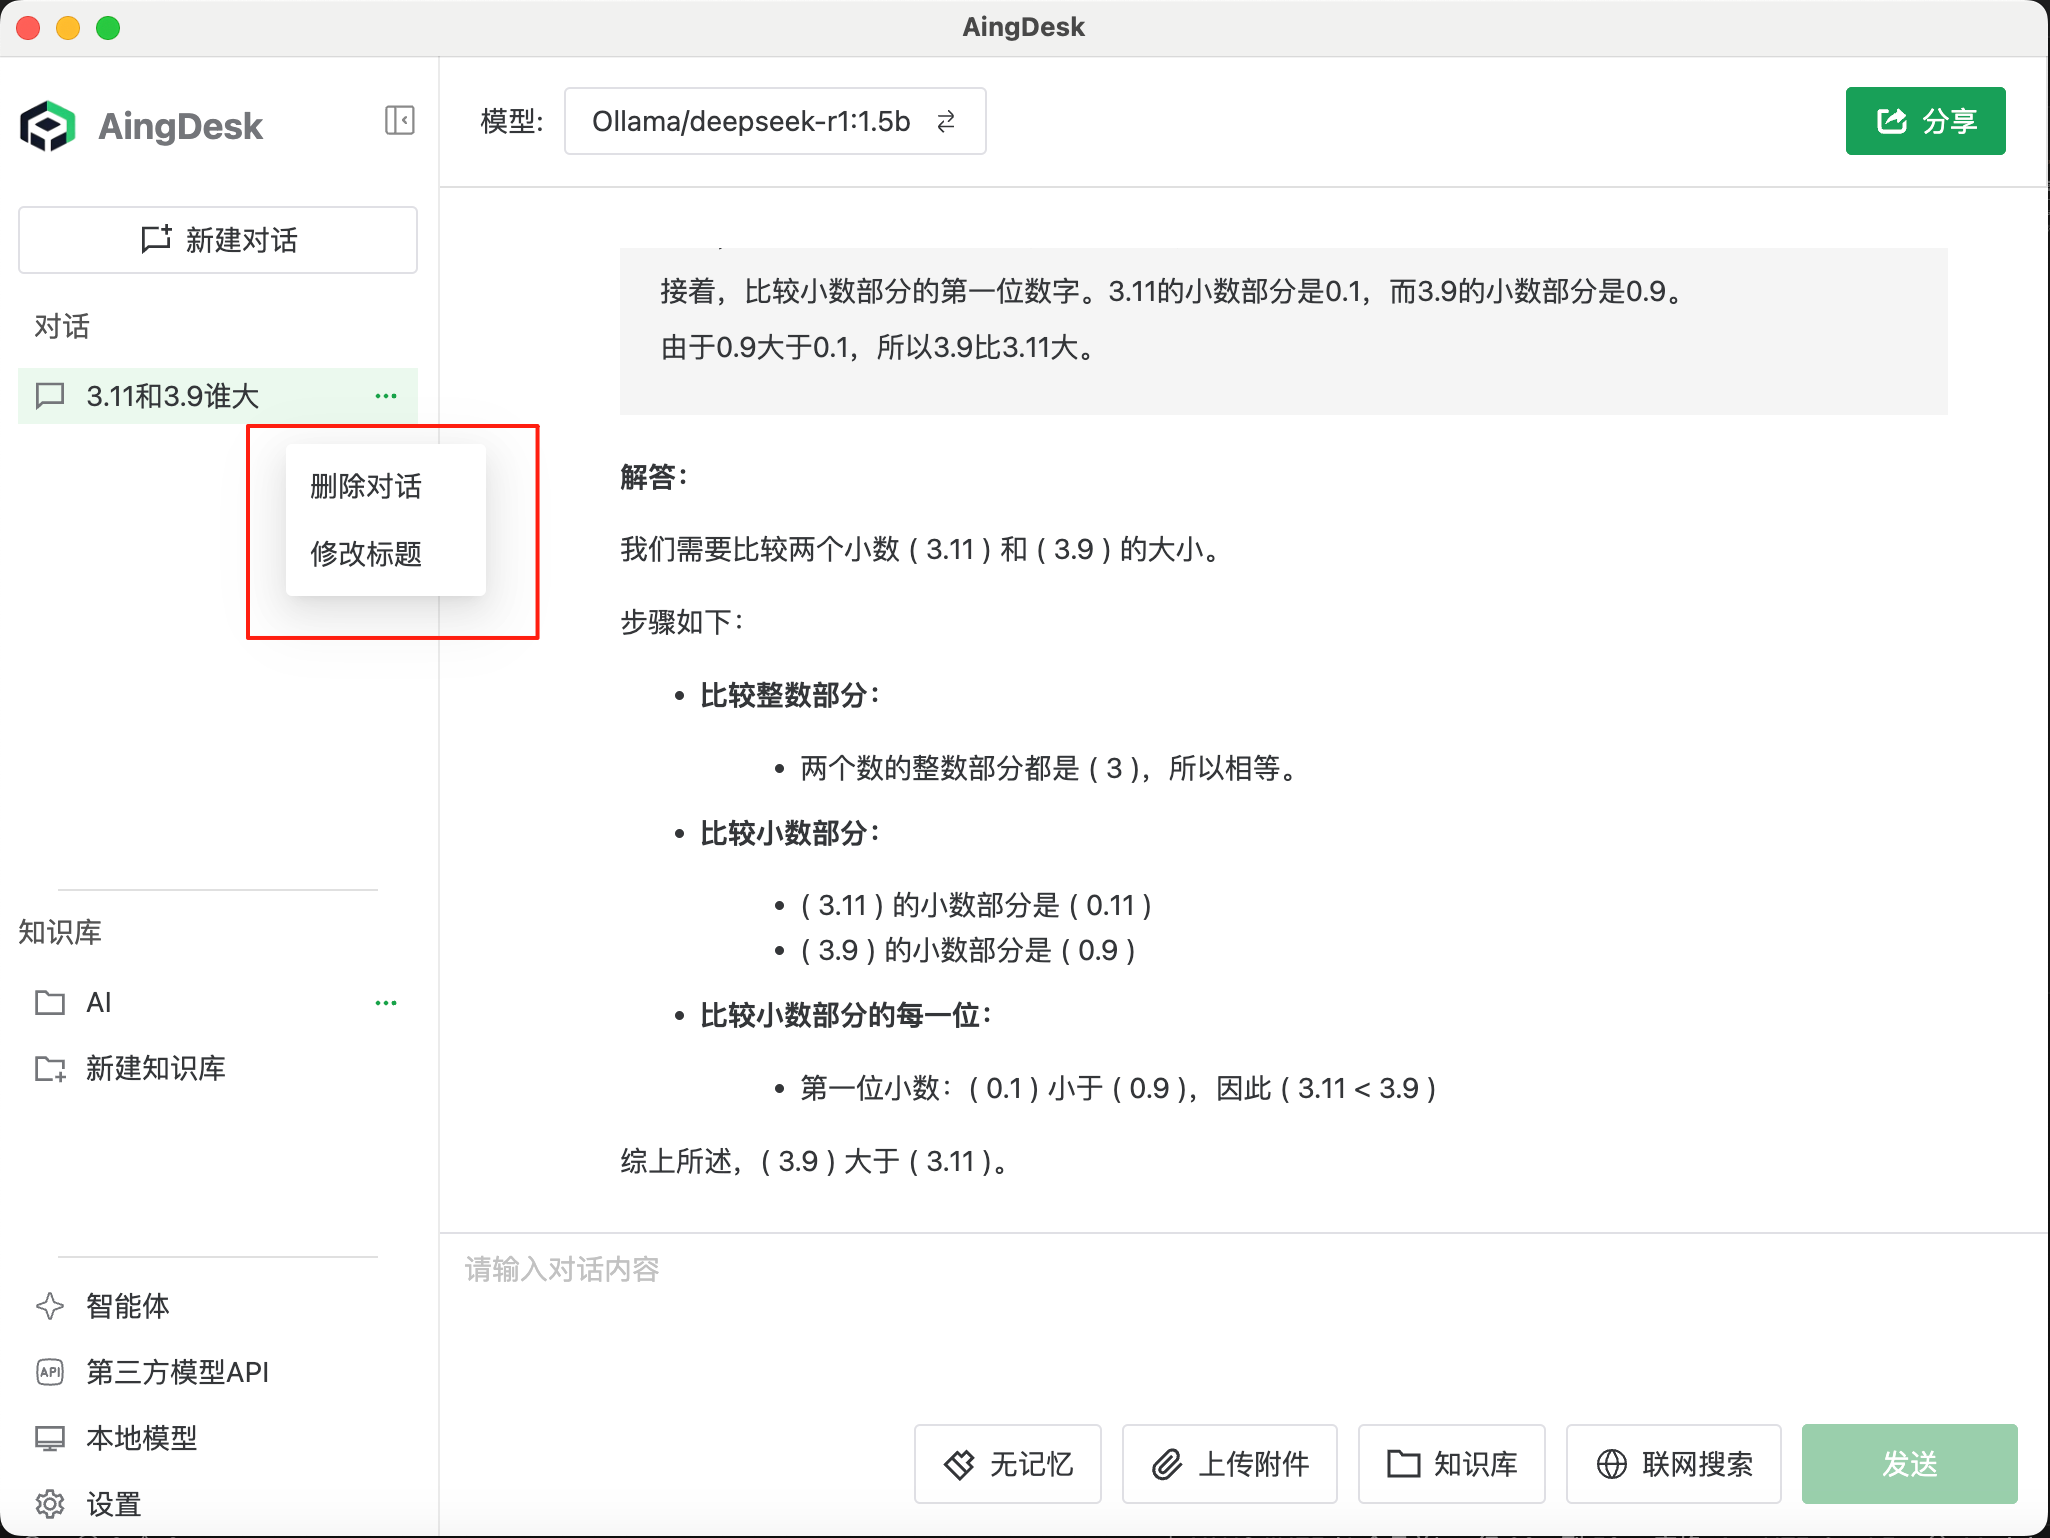 AingDesk
AingDesk
模型:
Ollama/deepseek-r1:1.5b
分享
新建对话
对话
3.11和3.9谁大
删除对话
修改标题
知识库
AI
新建知识库
智能体
API
第三方模型API
本地模型
设置
接着，比较小数部分的第一位数字。3.11的小数部分是0.1，而3.9的小数部分是0.9。
由于0.9大于0.1，所以3.9比3.11大。
解答：
我们需要比较两个小数 ( 3.11 ) 和 ( 3.9 ) 的大小。
步骤如下：
• 比较整数部分：
• 两个数的整数部分都是 ( 3 )，所以相等。
• 比较小数部分：
• ( 3.11 ) 的小数部分是 ( 0.11 )
• ( 3.9 ) 的小数部分是 ( 0.9 )
• 比较小数部分的每一位：
• 第一位小数：( 0.1 ) 小于 ( 0.9 )，因此 ( 3.11 < 3.9 )
综上所述，( 3.9 ) 大于 ( 3.11 )。
请输入对话内容
无记忆
上传附件
知识库
联网搜索
发送